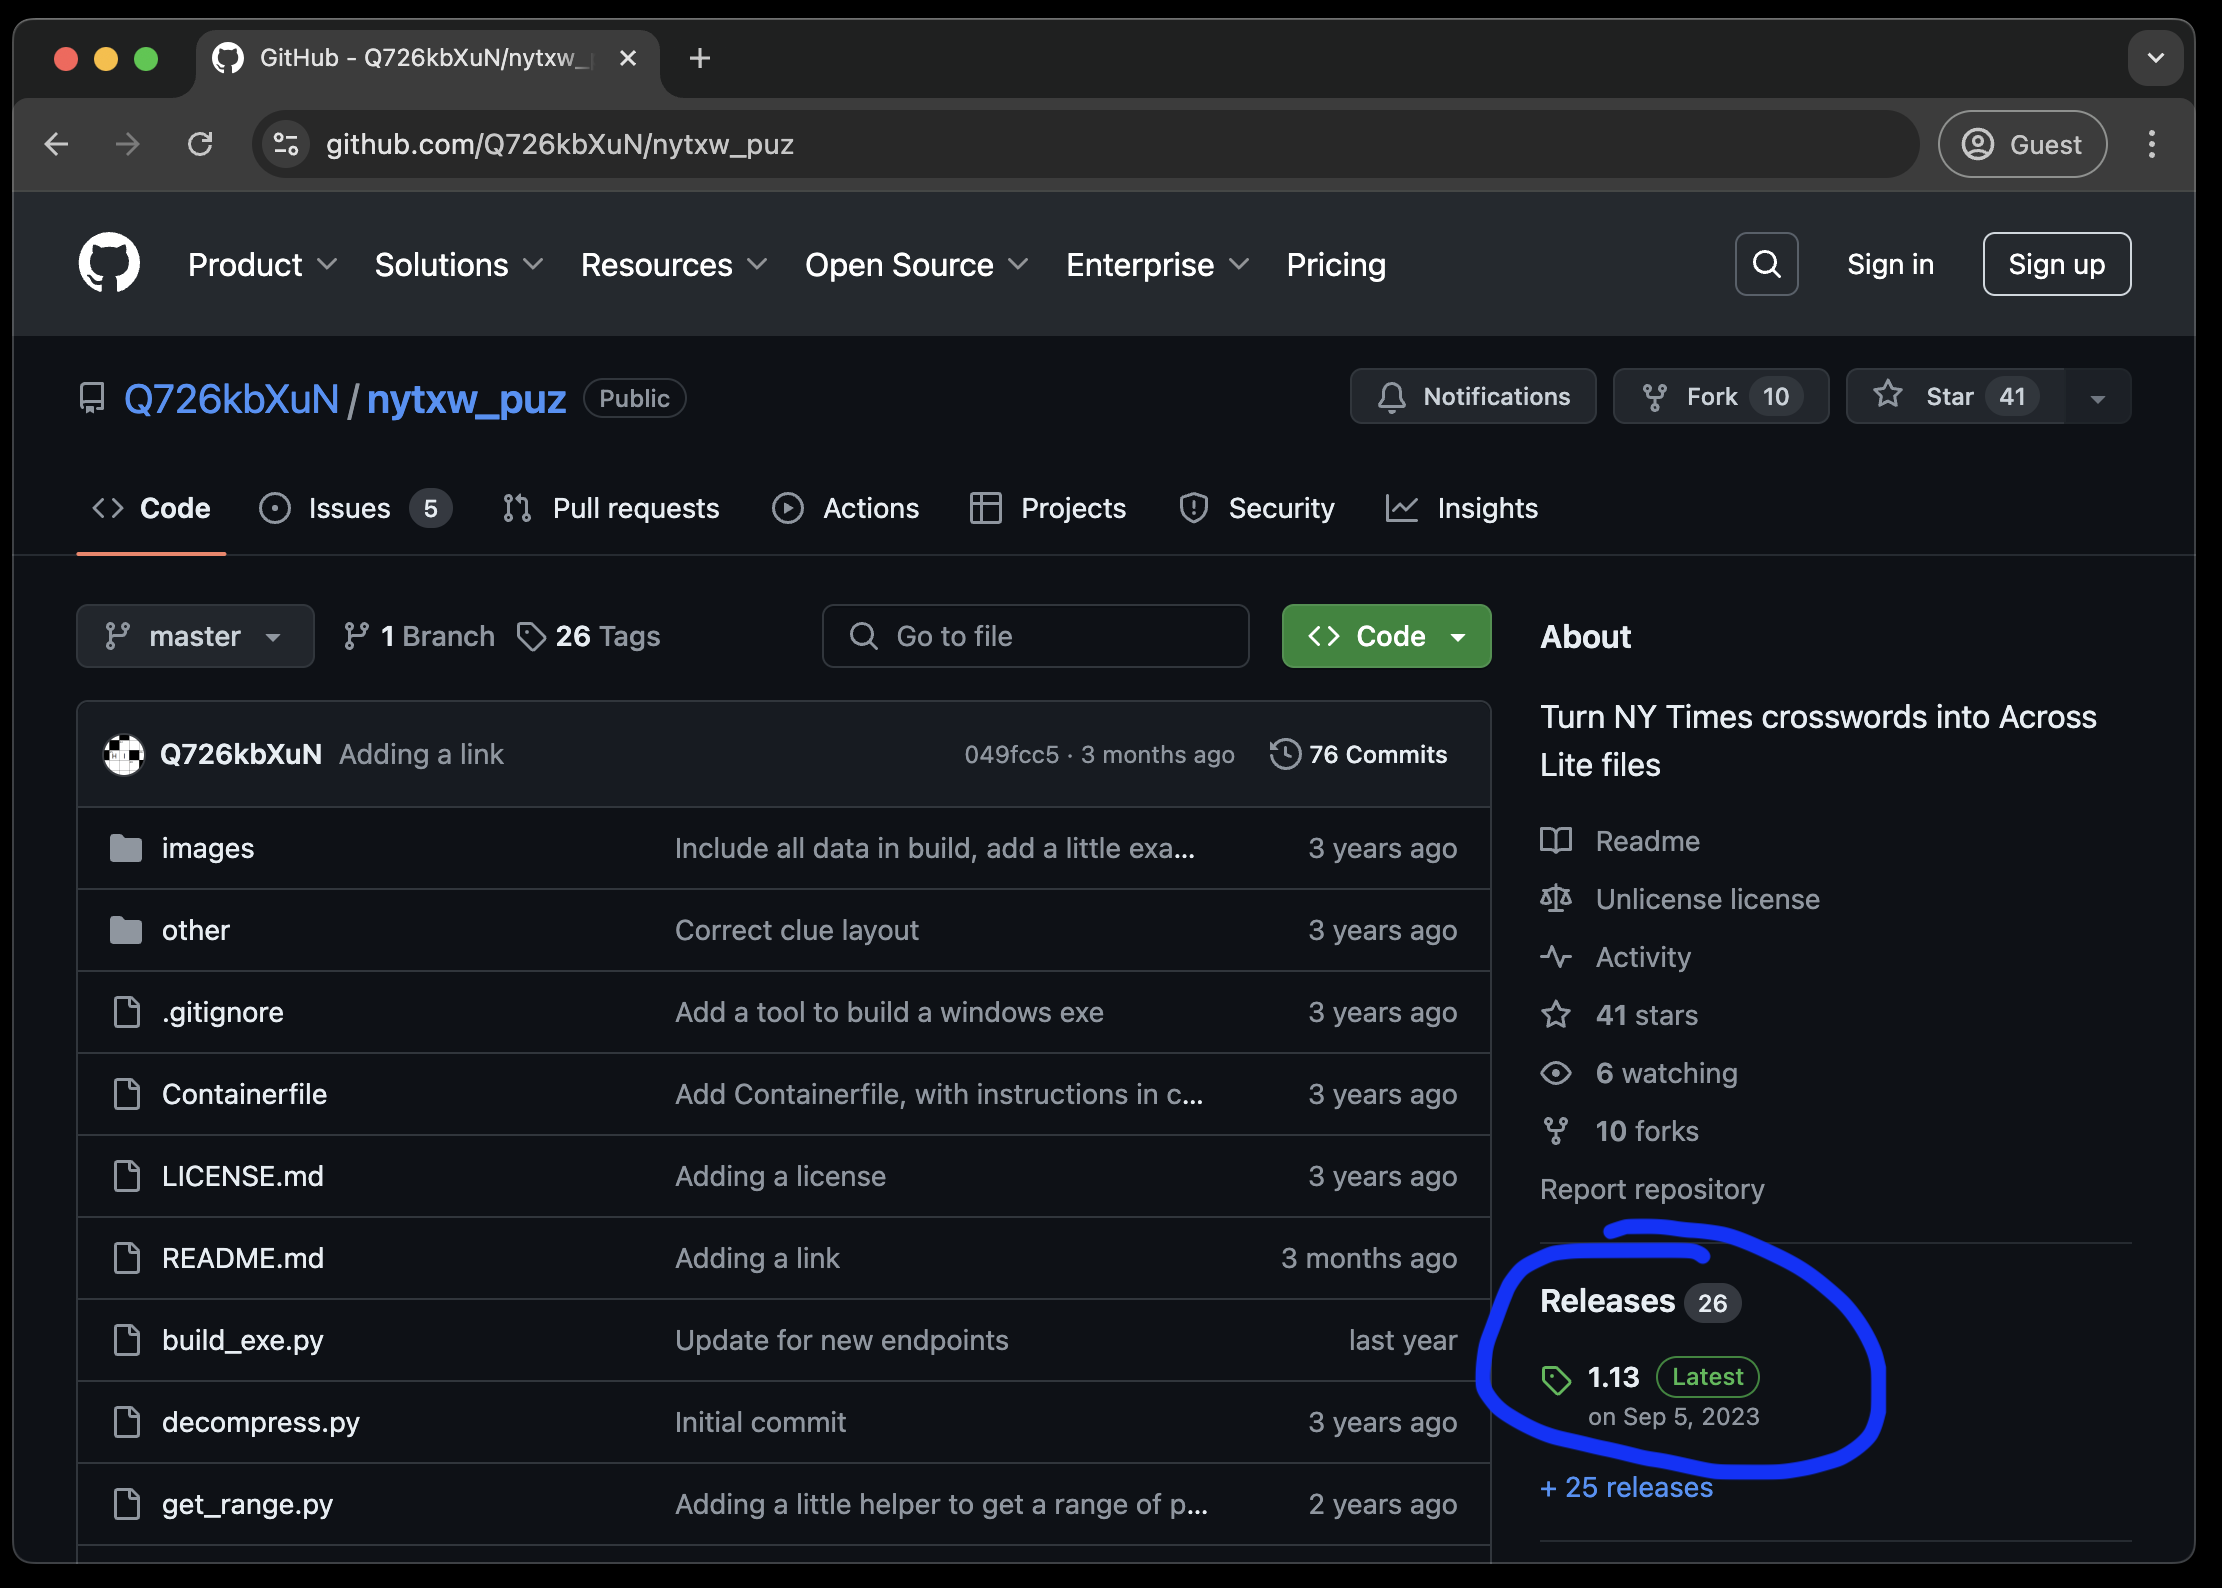 GitHub - Q726kbXuN/nytxw_
github.com/Q726kbXuN/nytxw_puz
Guest
Product Solutions Resources Open Source Enterprise Pricing
Sign in
Sign up
Q726kbXuN / nytxw_puz Public
Notifications
Fork 10
Star 41
Code
Issues 5
Pull requests
Actions
Projects
Security
Insights
master
1 Branch
26 Tags
Go to file
Code
Q726kbXuN Adding a link 049fcc5 · 3 months ago 76 Commits
images Include all data in build, add a little exa... 3 years ago
other Correct clue layout 3 years ago
.gitignore Add a tool to build a windows exe 3 years ago
Containerfile Add Containerfile, with instructions in c... 3 years ago
LICENSE.md Adding a license 3 years ago
README.md Adding a link 3 months ago
build_exe.py Update for new endpoints last year
decompress.py Initial commit 3 years ago
get_range.py Adding a little helper to get a range of p... 2 years ago
About
Turn NY Times crosswords into Across
Lite files
Readme
Unlicense license
Activity
41 stars
6 watching
10 forks
Report repository
Releases 26
1.13 Latest
on Sep 5, 2023
+ 25 releases